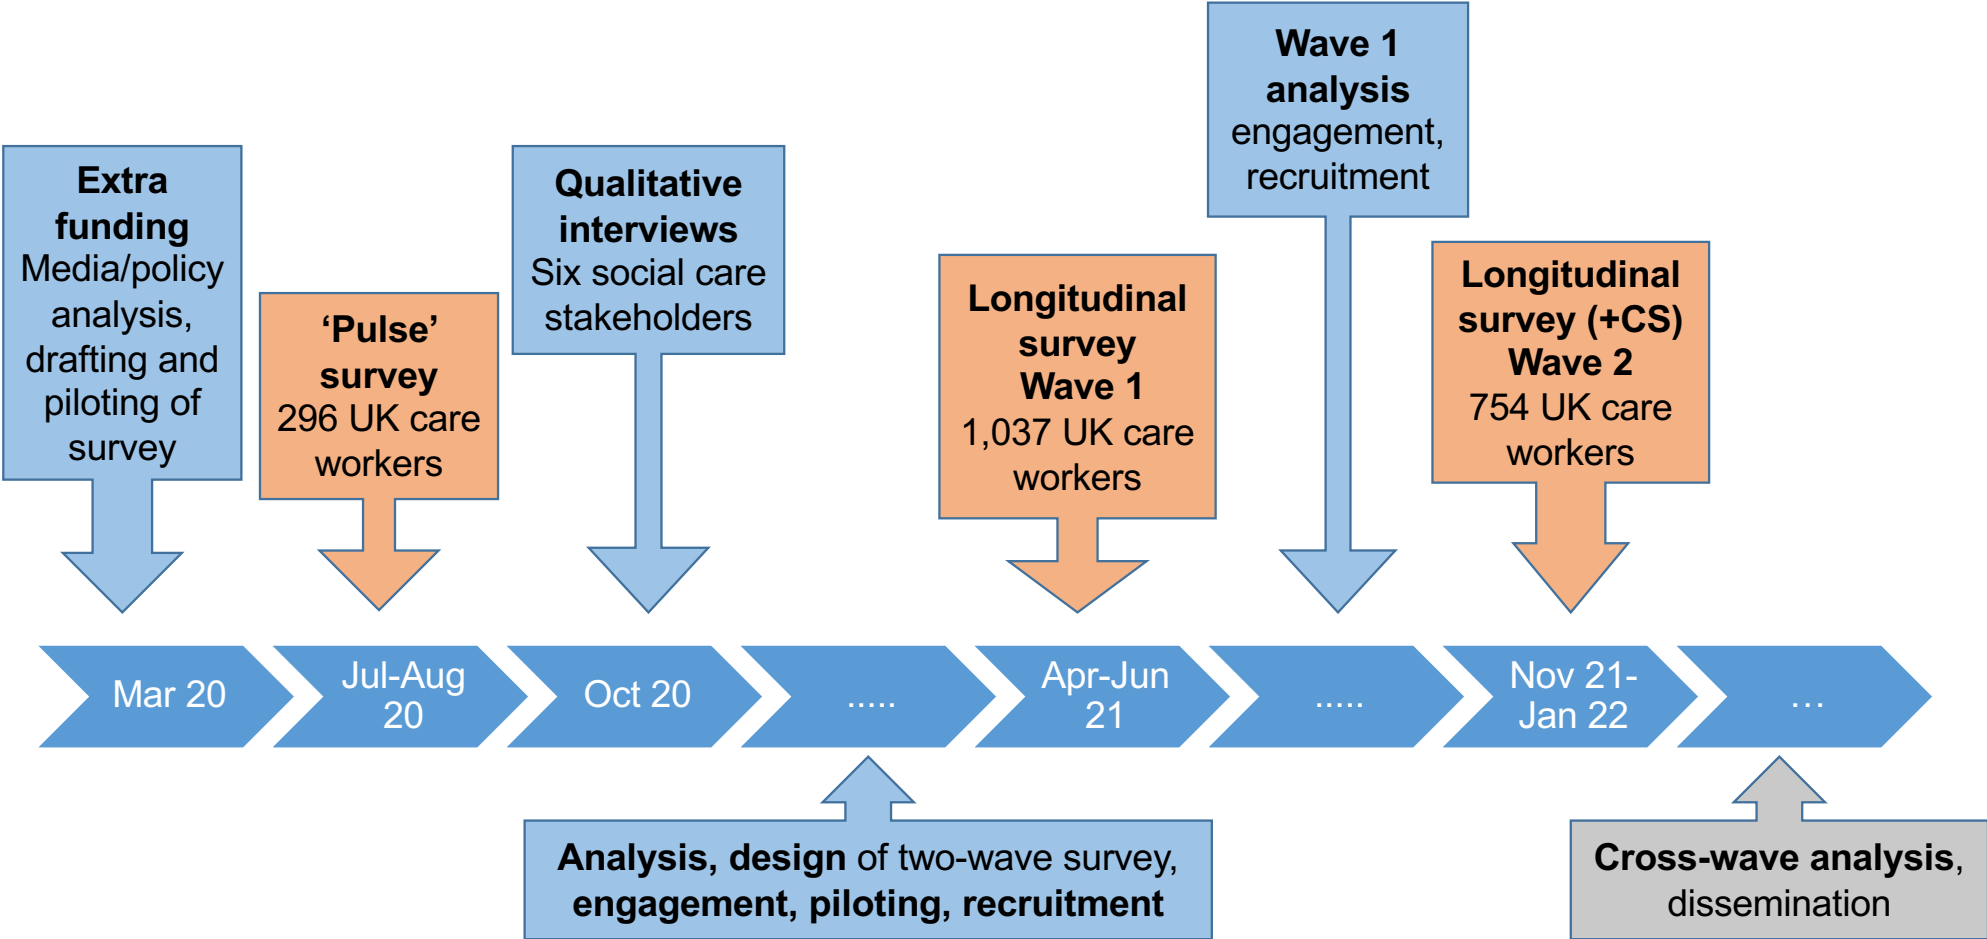 Extra
funding
Media/policy
analysis,
drafting and
piloting of
survey
‘Pulse’
survey
296 UK care
workers
Qualitative
interviews
Six social care
stakeholders
Longitudinal
survey
Wave 1
1,037 UK care
workers
Wave 1
analysis
engagement,
recruitment
Longitudinal
survey (+CS)
Wave 2
754 UK care
workers
Mar 20
Jul-Aug
20
Oct 20
.....
Apr-Jun
21
.....
Nov 21-
Jan 22
...
Analysis, design of two-wave survey,
engagement, piloting, recruitment
Cross-wave analysis,
dissemination